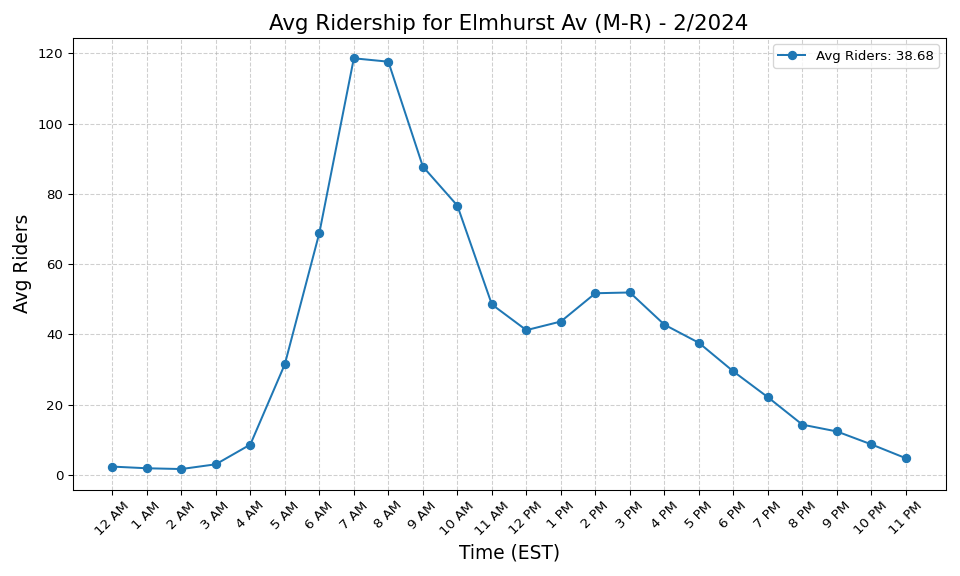 Avg Ridership for Elmhurst Av (M-R) - 2/2024
Avg Riders: 38.68
Avg Riders
120
100
80
60
40
20
0
12 AM
1 AM
2 AM
3 AM
4 AM
5 AM
6 AM
7 AM
8 AM
9 AM
10 AM
11 AM
12 PM
1 PM
2 PM
3 PM
4 PM
5 PM
6 PM
7 PM
8 PM
9 PM
10 PM
11 PM
Time (EST)